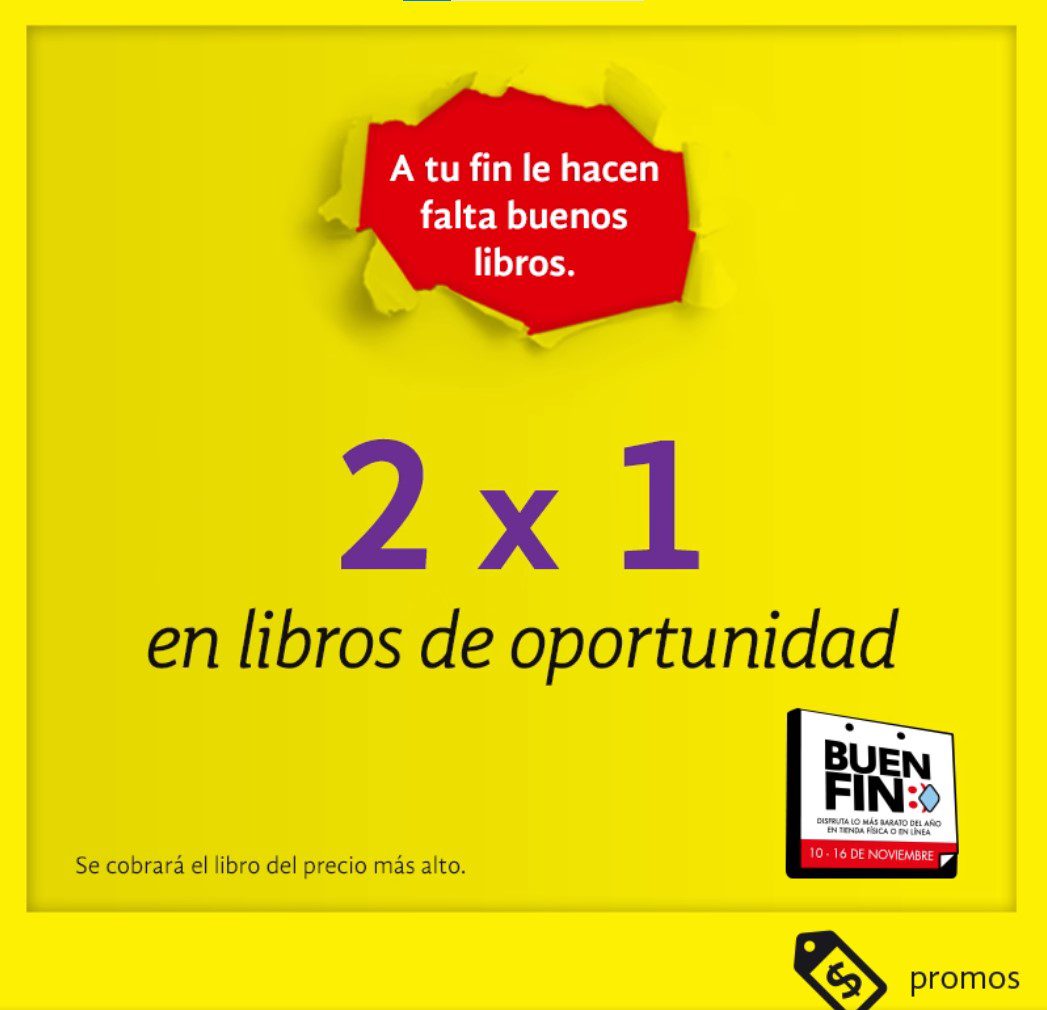 A tu fin le hacen
falta buenos
libros.
2 x 1
en libros de oportunidad
BUEN
FIN:
DISFRUTA LO MÁS BARATO DEL AÑO
EN TIENDA FÍSICA O EN LÍNEA
10 - 16 DE NOVIEMBRE
Se cobrará el libro del precio más alto.
$
promos